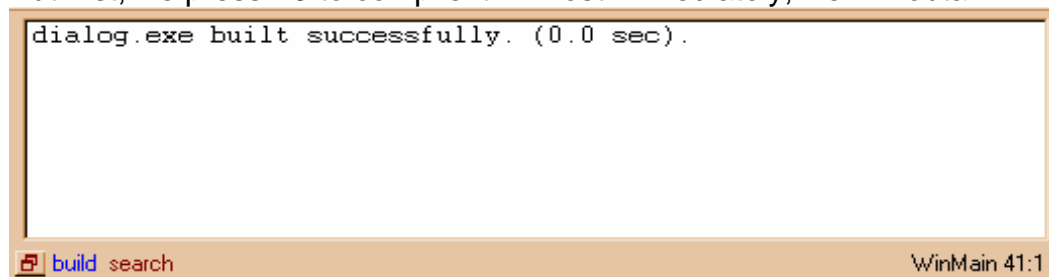 dialog.exe built successfully. (0.0 sec).
build search
WinMain 41:1